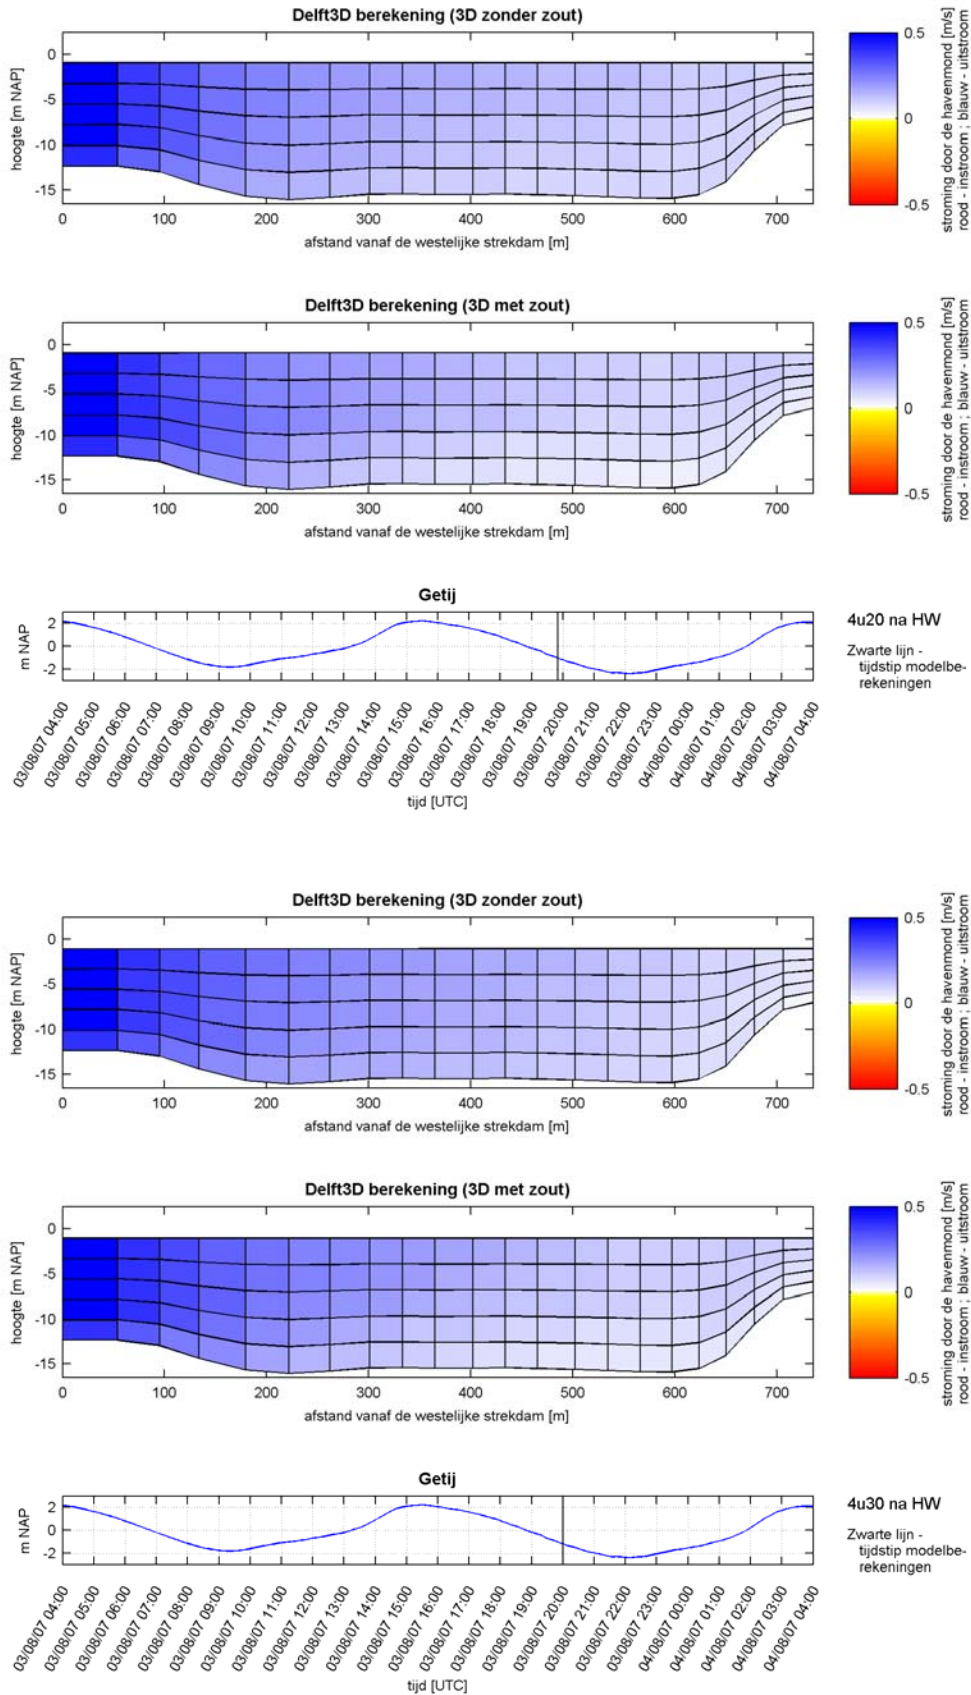 Delft3D berekening (3D zonder zout)
hoogte [m NAP]
0
-5
-10
-15
0 100 200 300 400 500 600 700
afstand vanaf de westelijke strekdam [m]
0.5
0
-0.5
stroming door de havenmond [m/s]
rood - instroom ; blauw - uitstroom
Delft3D berekening (3D met zout)
hoogte [m NAP]
0
-5
-10
-15
0 100 200 300 400 500 600 700
afstand vanaf de westelijke strekdam [m]
0.5
0
-0.5
stroming door de havenmond [m/s]
rood - instroom ; blauw - uitstroom
Getij
m NAP
2
0
-2
03/08/07 04:00
03/08/07 05:00
03/08/07 06:00
03/08/07 07:00
03/08/07 08:00
03/08/07 09:00
03/08/07 10:00
03/08/07 11:00
03/08/07 12:00
03/08/07 13:00
03/08/07 14:00
03/08/07 15:00
03/08/07 16:00
03/08/07 17:00
03/08/07 18:00
03/08/07 19:00
03/08/07 20:00
03/08/07 21:00
03/08/07 22:00
03/08/07 23:00
04/08/07 00:00
04/08/07 01:00
04/08/07 02:00
04/08/07 03:00
04/08/07 04:00
tijd [UTC]
4u20 na HW
Zwarte lijn -
tijdstip modelbe-
rekeningen
Delft3D berekening (3D zonder zout)
hoogte [m NAP]
0
-5
-10
-15
0 100 200 300 400 500 600 700
afstand vanaf de westelijke strekdam [m]
0.5
0
-0.5
stroming door de havenmond [m/s]
rood - instroom ; blauw - uitstroom
Delft3D berekening (3D met zout)
hoogte [m NAP]
0
-5
-10
-15
0 100 200 300 400 500 600 700
afstand vanaf de westelijke strekdam [m]
0.5
0
-0.5
stroming door de havenmond [m/s]
rood - instroom ; blauw - uitstroom
Getij
m NAP
2
0
-2
03/08/07 04:00
03/08/07 05:00
03/08/07 06:00
03/08/07 07:00
03/08/07 08:00
03/08/07 09:00
03/08/07 10:00
03/08/07 11:00
03/08/07 12:00
03/08/07 13:00
03/08/07 14:00
03/08/07 15:00
03/08/07 16:00
03/08/07 17:00
03/08/07 18:00
03/08/07 19:00
03/08/07 20:00
03/08/07 21:00
03/08/07 22:00
03/08/07 23:00
04/08/07 00:00
04/08/07 01:00
04/08/07 02:00
04/08/07 03:00
04/08/07 04:00
tijd [UTC]
4u30 na HW
Zwarte lijn -
tijdstip modelbe-
rekeningen